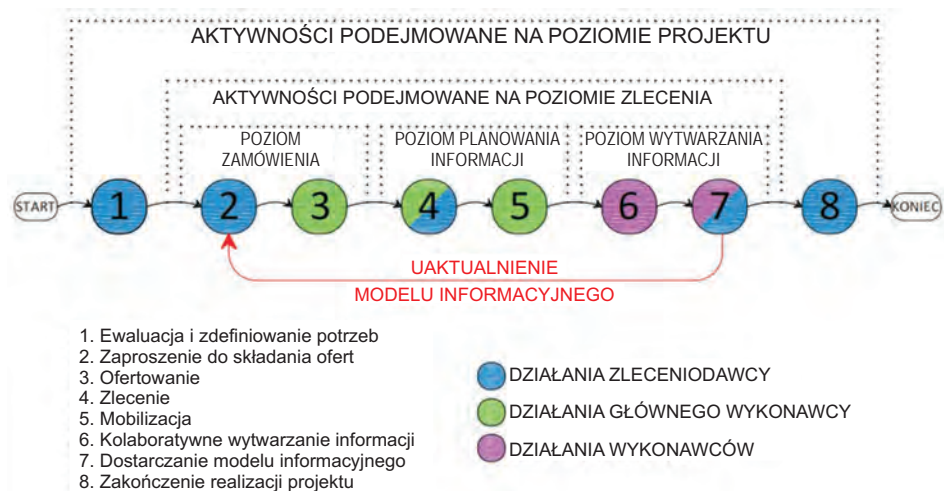 AKTYWNOŚCI PODEJMOWANE NA POZIOMIE PROJEKTU
AKTYWNOŚCI PODEJMOWANE NA POZIOMIE ZLECENIA
POZIOM ZAMÓWIENIA
POZIOM PLANOWANIA INFORMACJI
POZIOM WYTWARZANIA INFORMACJI
START
1
2
3
4
5
6
7
8
KONIEC
UAKTUALNIENIE
MODELU INFORMACYJNEGO
1. Ewaluacja i zdefiniowanie potrzeb
2. Zaproszenie do składania ofert
3. Ofertowanie
4. Zlecenie
5. Mobilizacja
6. Kolaboratywne wytwarzanie informacji
7. Dostarczanie modelu informacyjnego
8. Zakończenie realizacji projektu
DZIAŁANIA ZLECENIODAWCY
DZIAŁANIA GŁÓWNEGO WYKONAWCY
DZIAŁANIA WYKONAWCÓW